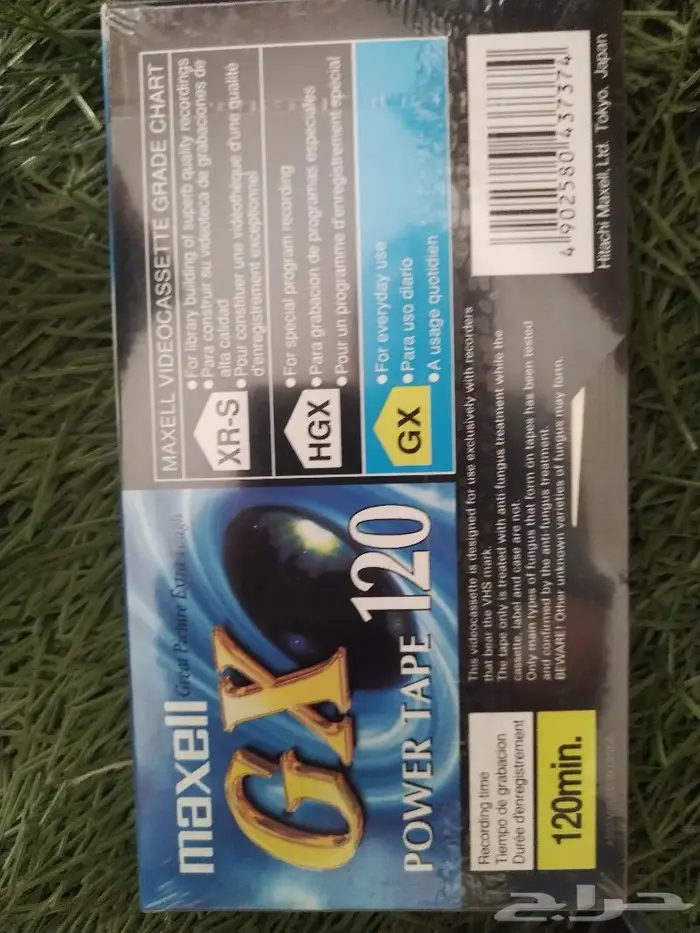 maxell
Great Picture Extra Tough
GX
POWER TAPE 120
MAXELL VIDEOCASSETTE GRADE CHART
XR-S
• For library building of superb quality recordings
• Para construir su videoteca de grabaciones de
alta calidad
• Pour constituer une videothéque d'une qualité
d'enregistrement exceptionnel
HGX
• For special program recording
• Para grabacion de programas especiales
• Pour un programme d'enregistrement spécial
GX
• For everyday use
• Para uso diario
• A usage quotidien
Recording time
Tiempo de grabacion
Durée d'enregistrement
120min.
This videocassette is designed for use exclusively with recorders
that bear the VHS mark.
The tape only is treated with anti-fungus treatment while the
cassette, label and case are not.
Only main types of fungus that form on tapes has been tested
and confirmed by the anti-fungus treatment.
BEWARE! Other unknown varieties of fungus may form.
4 902580 437374
Hitachi Maxell, Ltd. Tokyo, Japan
حراج